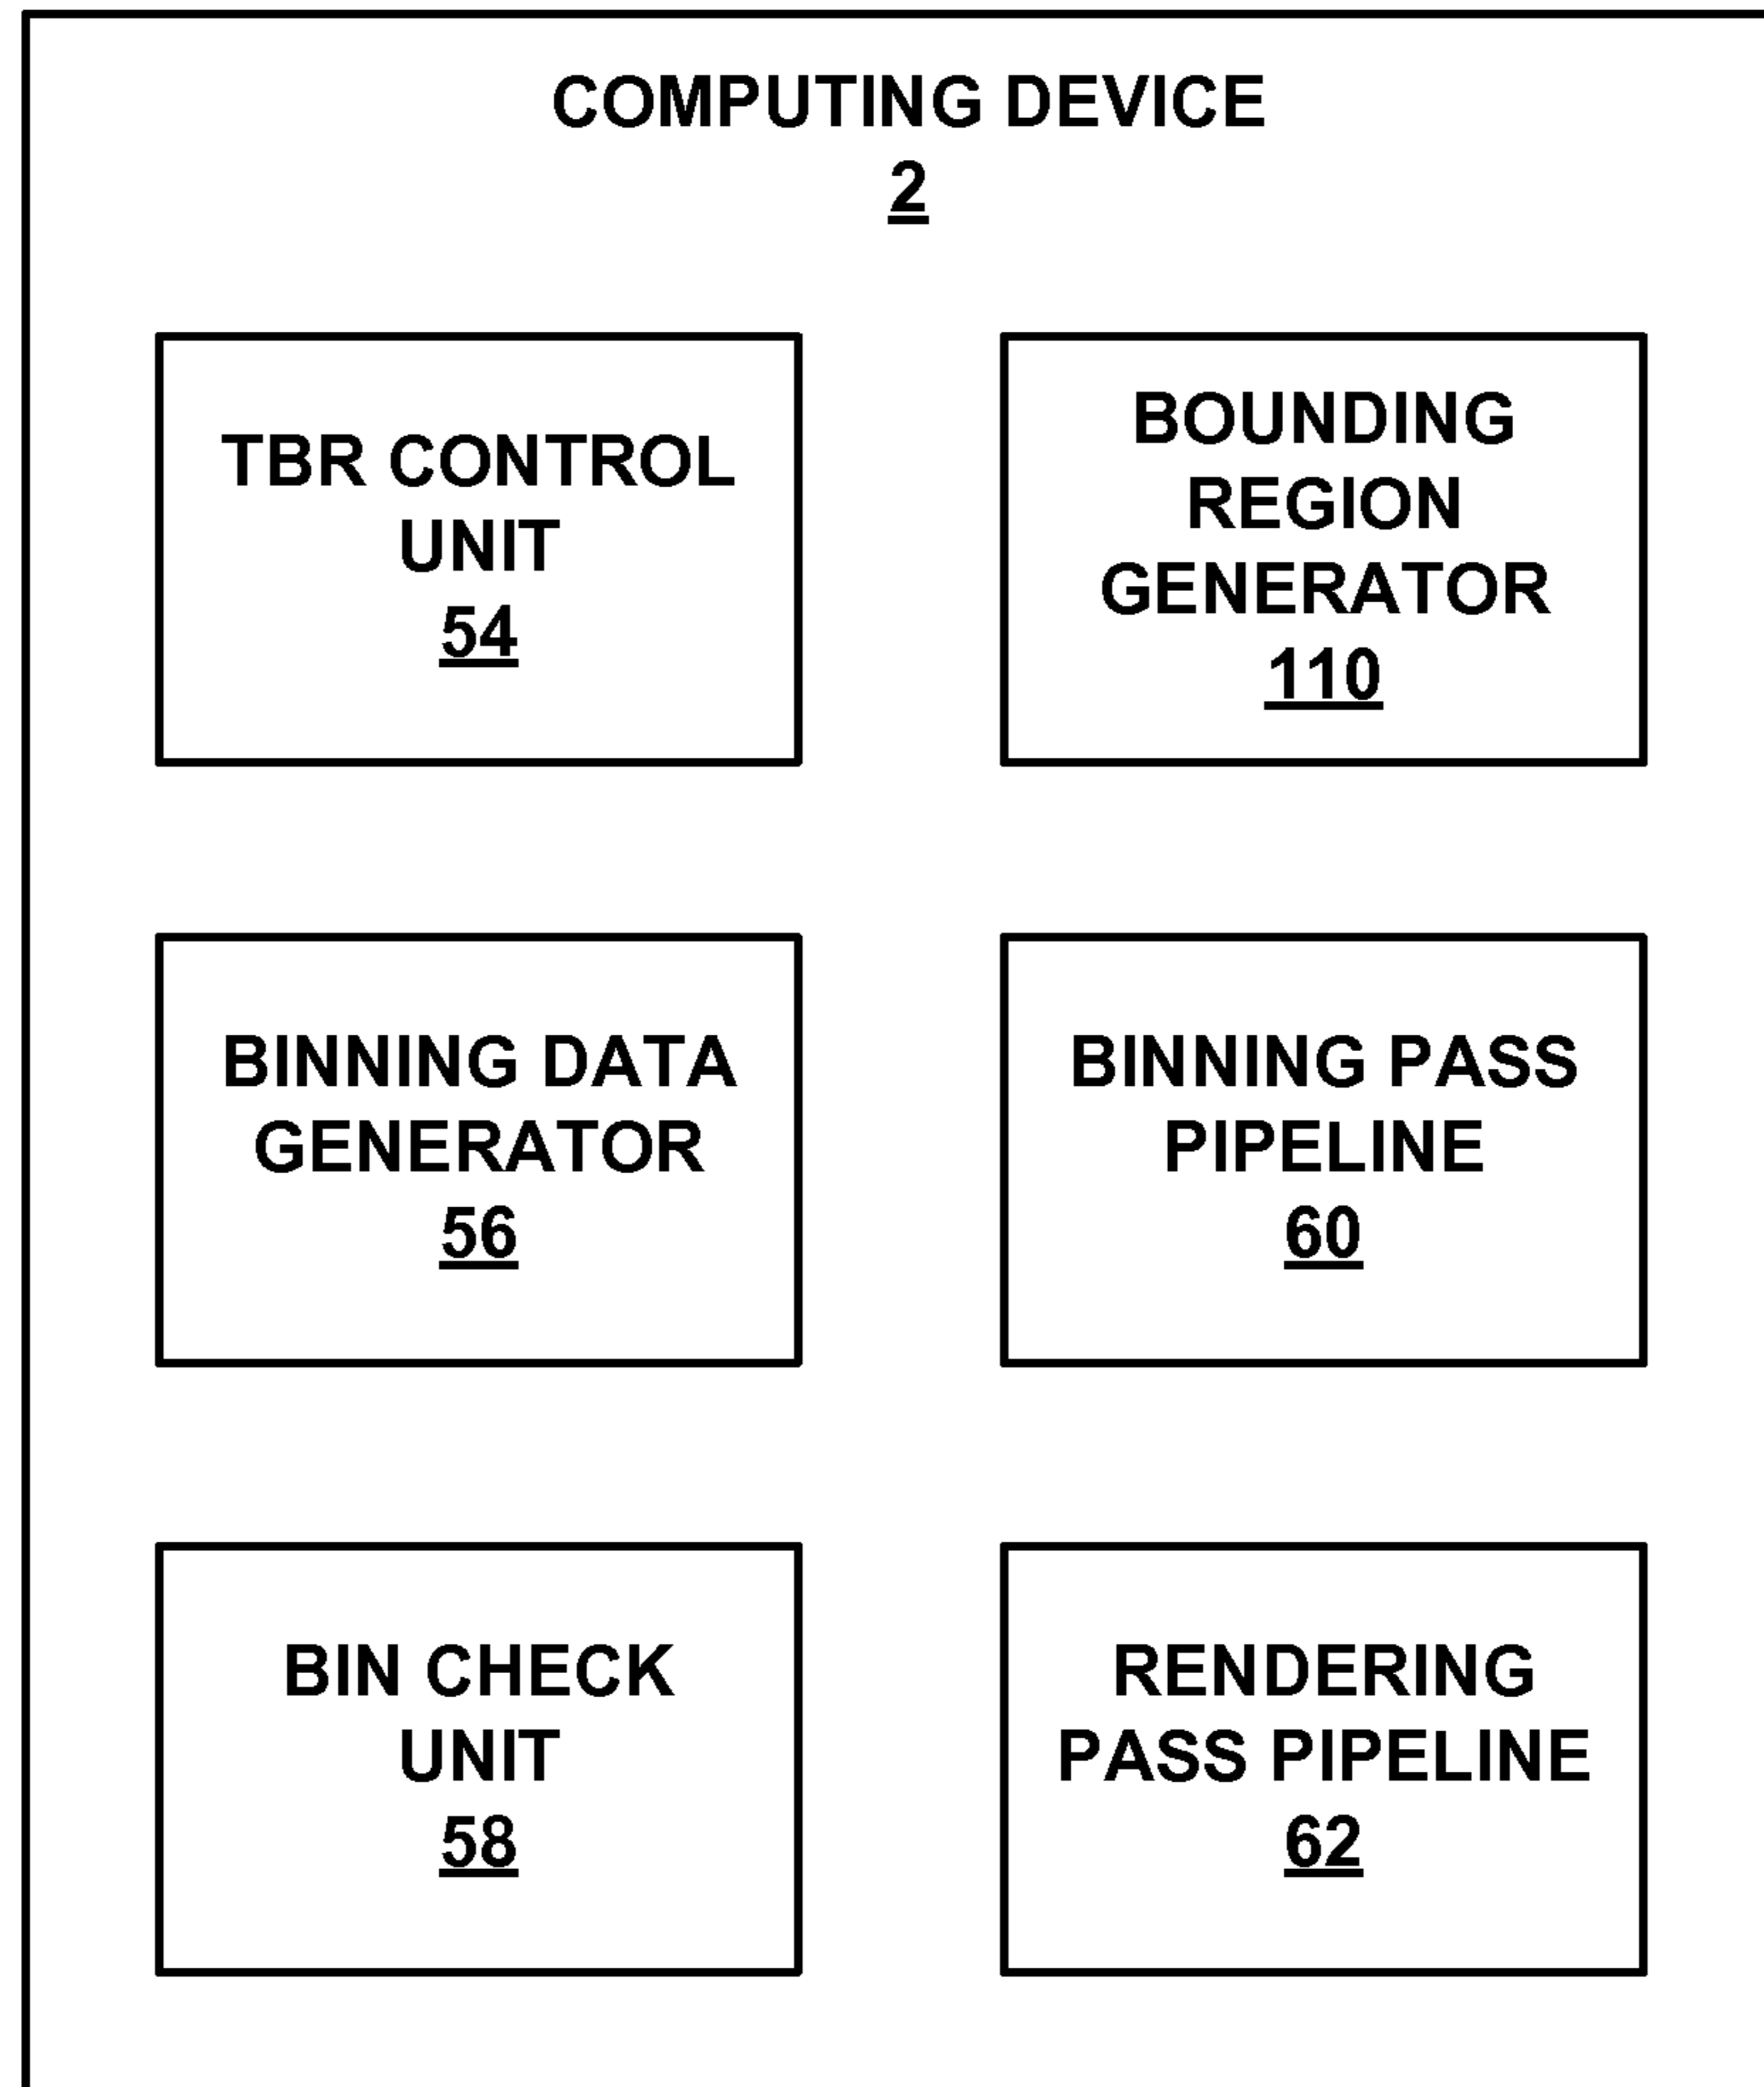 COMPUTING DEVICE
2
TBR CONTROL
UNIT
54
BOUNDING
REGION
GENERATOR
110
BINNING DATA
GENERATOR
56
BINNING PASS
PIPELINE
60
BIN CHECK
UNIT
58
RENDERING
PASS PIPELINE
62